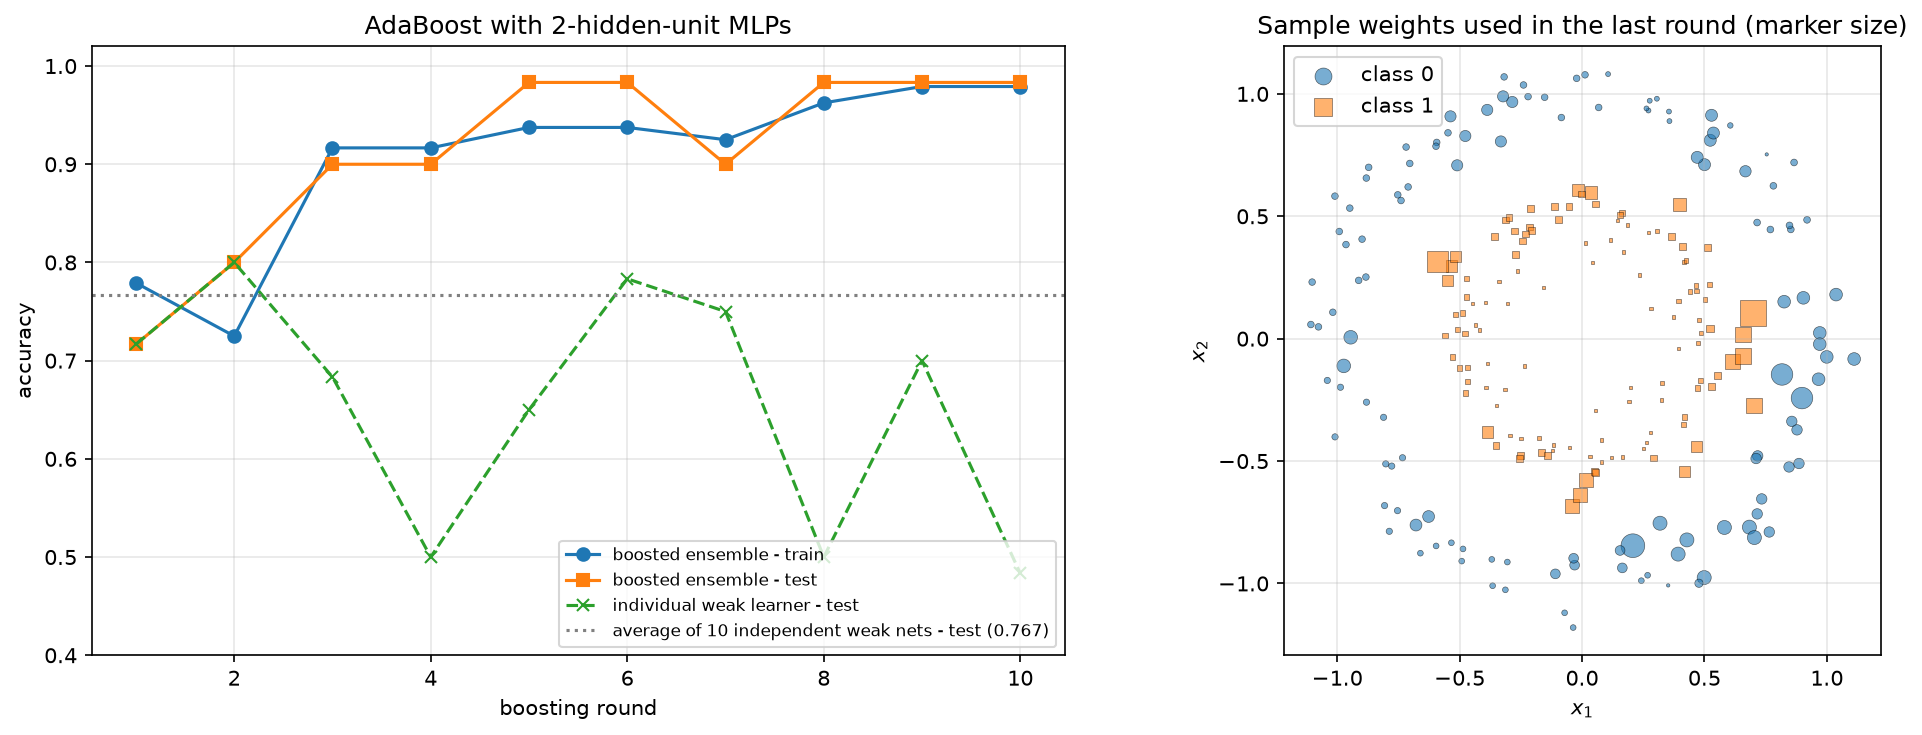 AdaBoost with 2-hidden-unit MLPs
accuracy
1.0
0.9
0.8
0.7
0.6
0.5
0.4
2
4
6
8
10
boosting round
boosted ensemble - train
boosted ensemble - test
individual weak learner - test
average of 10 independent weak nets - test (0.767)
Sample weights used in the last round (marker size)
class 0
class 1
x₂
1.0
0.5
0.0
−0.5
−1.0
−1.0
−0.5
0.0
0.5
1.0
x₁